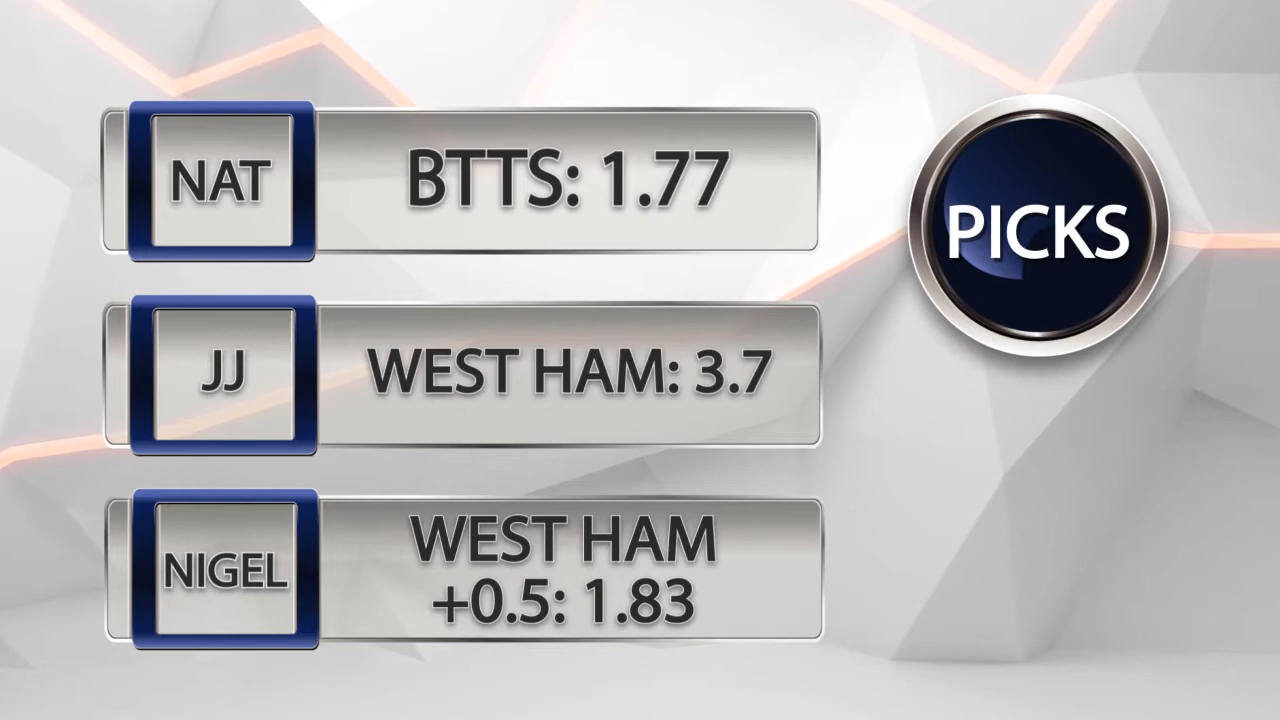 NAT
BTTS: 1.77
PICKS
JJ
WEST HAM: 3.7
NIGEL
WEST HAM
+0.5: 1.83